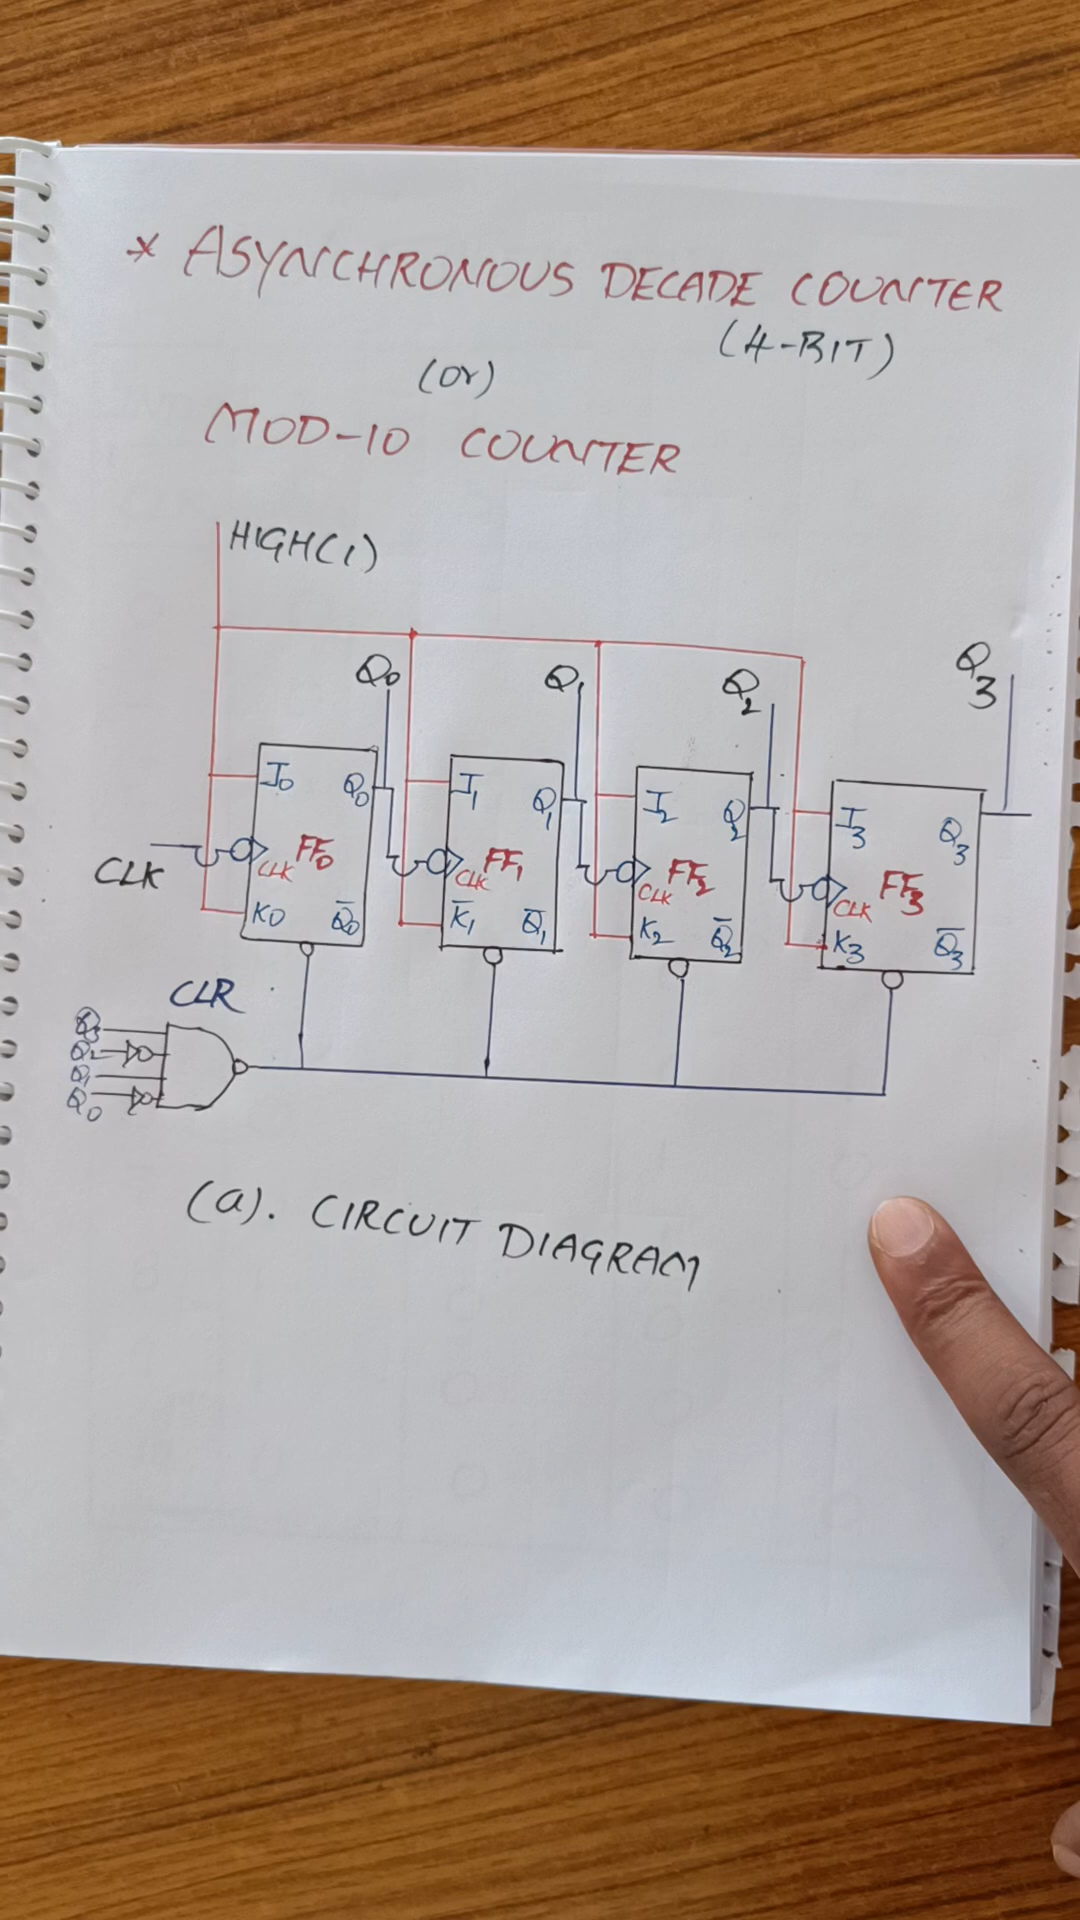 * ASYNCHRONOUS DECADE COUNTER
(4-BIT)
(or)
MOD-10 COUNTER
HIGH(1)
Q0 Q1 Q2 Q3
J0 Q0 J1 Q1 J2 Q2 J3 Q3
CLK
CLK FF0 CLK FF1 CLK FF2 CLK FF3
K0 Q̅0 K̅1 Q̅1 K2 Q̅2 K3 Q̅3
CLR
Q3
Q2
Q1
Q0
(a). CIRCUIT DIAGRAM